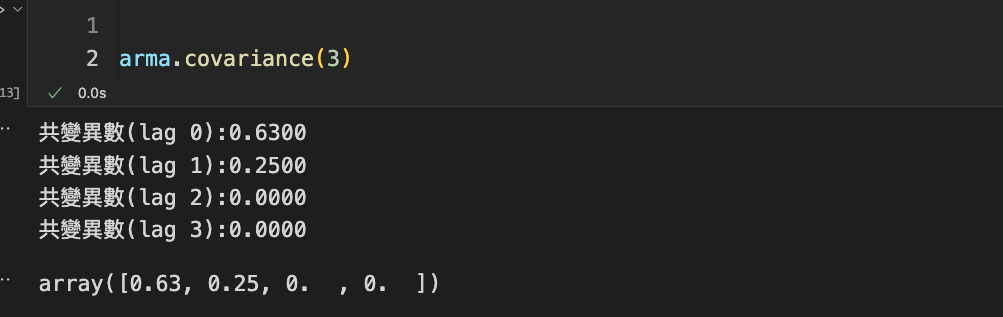 1
2 arma.covariance(3)
13] 0.0s
共變異數(lag 0):0.6300
共變異數(lag 1):0.2500
共變異數(lag 2):0.0000
共變異數(lag 3):0.0000
array([0.63, 0.25, 0.  , 0.  ])